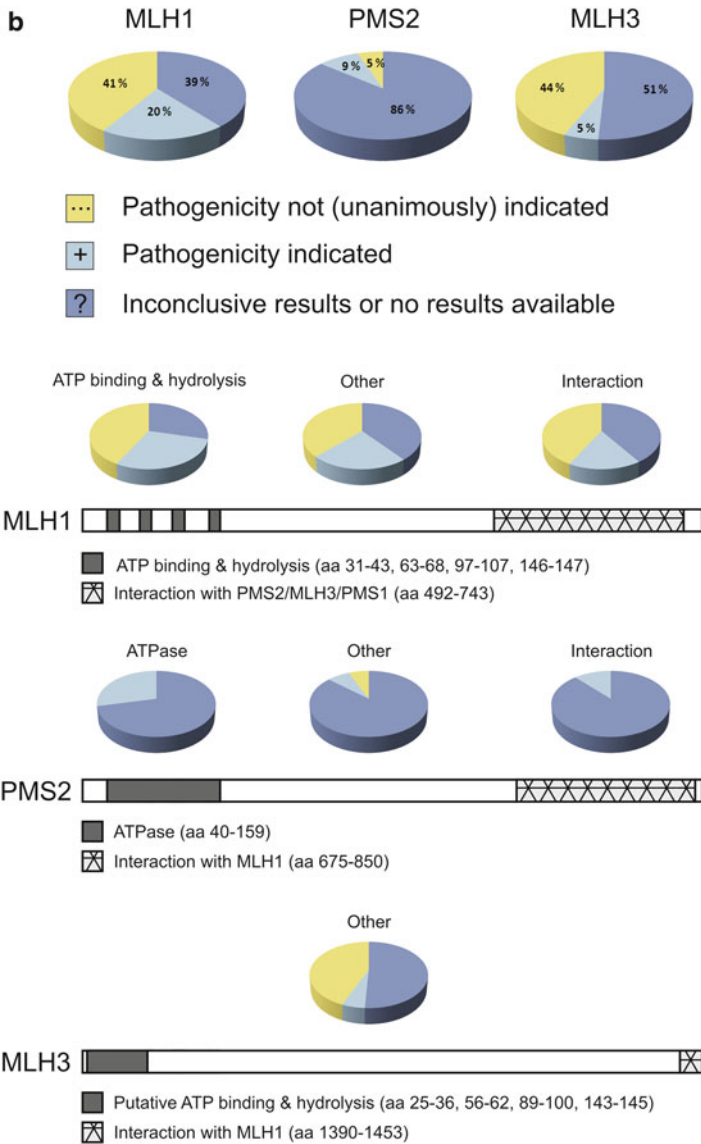 b
MLH1 PMS2 MLH3
41 % 39 % 20 %
9 % 5 % 86 %
44 % 51 % 5 %
... Pathogenicity not (unanimously) indicated
+ Pathogenicity indicated
? Inconclusive results or no results available
ATP binding & hydrolysis Other Interaction
MLH1
ATP binding & hydrolysis (aa 31-43, 63-68, 97-107, 146-147)
Interaction with PMS2/MLH3/PMS1 (aa 492-743)
ATPase Other Interaction
PMS2
ATPase (aa 40-159)
Interaction with MLH1 (aa 675-850)
Other
MLH3
Putative ATP binding & hydrolysis (aa 25-36, 56-62, 89-100, 143-145)
Interaction with MLH1 (aa 1390-1453)